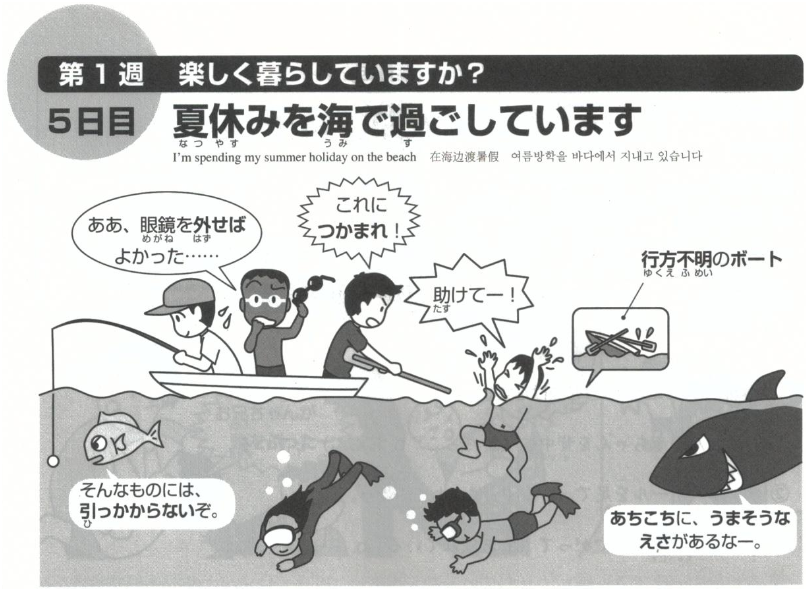 第1週 楽しく暮らしていますか？
5日目 夏休みを海で過ごしています
なつ やす うみ す
I'm spending my summer holiday on the beach 在海边渡暑假 여름방학을 바다에서 지내고 있습니다
ああ、眼鏡を外せば
めがね はず
よかった……
これに
つかまれ！
助けてー！
たす
行方不明のボート
ゆくえ ふ めい
そんなものには、
引っかからないぞ。
ひ
あちこちに、うまそうな
えさがあるなー。